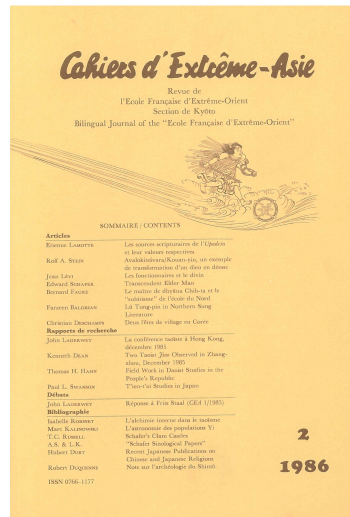 Cahiers d'Extrême-Asie
Revue de
l'Ecole Française d'Extrême-Orient
Section de Kyōto
Bilingual Journal of the "Ecole Française d'Extrême-Orient"
SOMMAIRE / CONTENTS
Articles
Etienne LAMOTTE Les sources scripturaires de l'Upadeśa
et leur valeurs respectives
Rolf A. STEIN Avalokiteśvara/Kouan-yin, un exemple
de transformation d'un dieu en déesse
Jean LÉVI Les fonctionnaires et le divin
Edward SCHAFER Transcendent Elder Mao
Bernard FAURE Le maître de dhyāna Chih-ta et le
"subitisme" de l'école du Nord
Farzeen BALDRIAN Lü Tung-pin in Northern Sung
Literature
Christian DESCHAMPS Deux fêtes de village en Corée
Rapports de recherche
John LAGERWEY La conférence taoïste à Hong Kong,
décembre 1985
Kenneth DEAN Two Taoist Jiao Observed in Zhang-
zhou, December 1985
Thomas H. HAHN Field Work in Daoist Studies in the
People's Republic
Paul L. SWANSON T'ien-t'ai Studies in Japan
Débats
John LAGERWEY Réponse à Frits Staal (CEA 1/1985)
Bibliographie
Isabelle ROBINET L'alchimie interne dans le taoïsme
Marc KALINOWSKI L'astronomie des populations Yi
T.C. RUSSELL Schafer's Clam Castles
A.S. & L.K. "Schafer Sinological Papers"
Hubert DURT Recent Japanese Publications on
Chinese and Japanese Religions
Robert DUQUENNE Note sur l'archéologie du Shintō
ISSN 0766-1177
2
1986